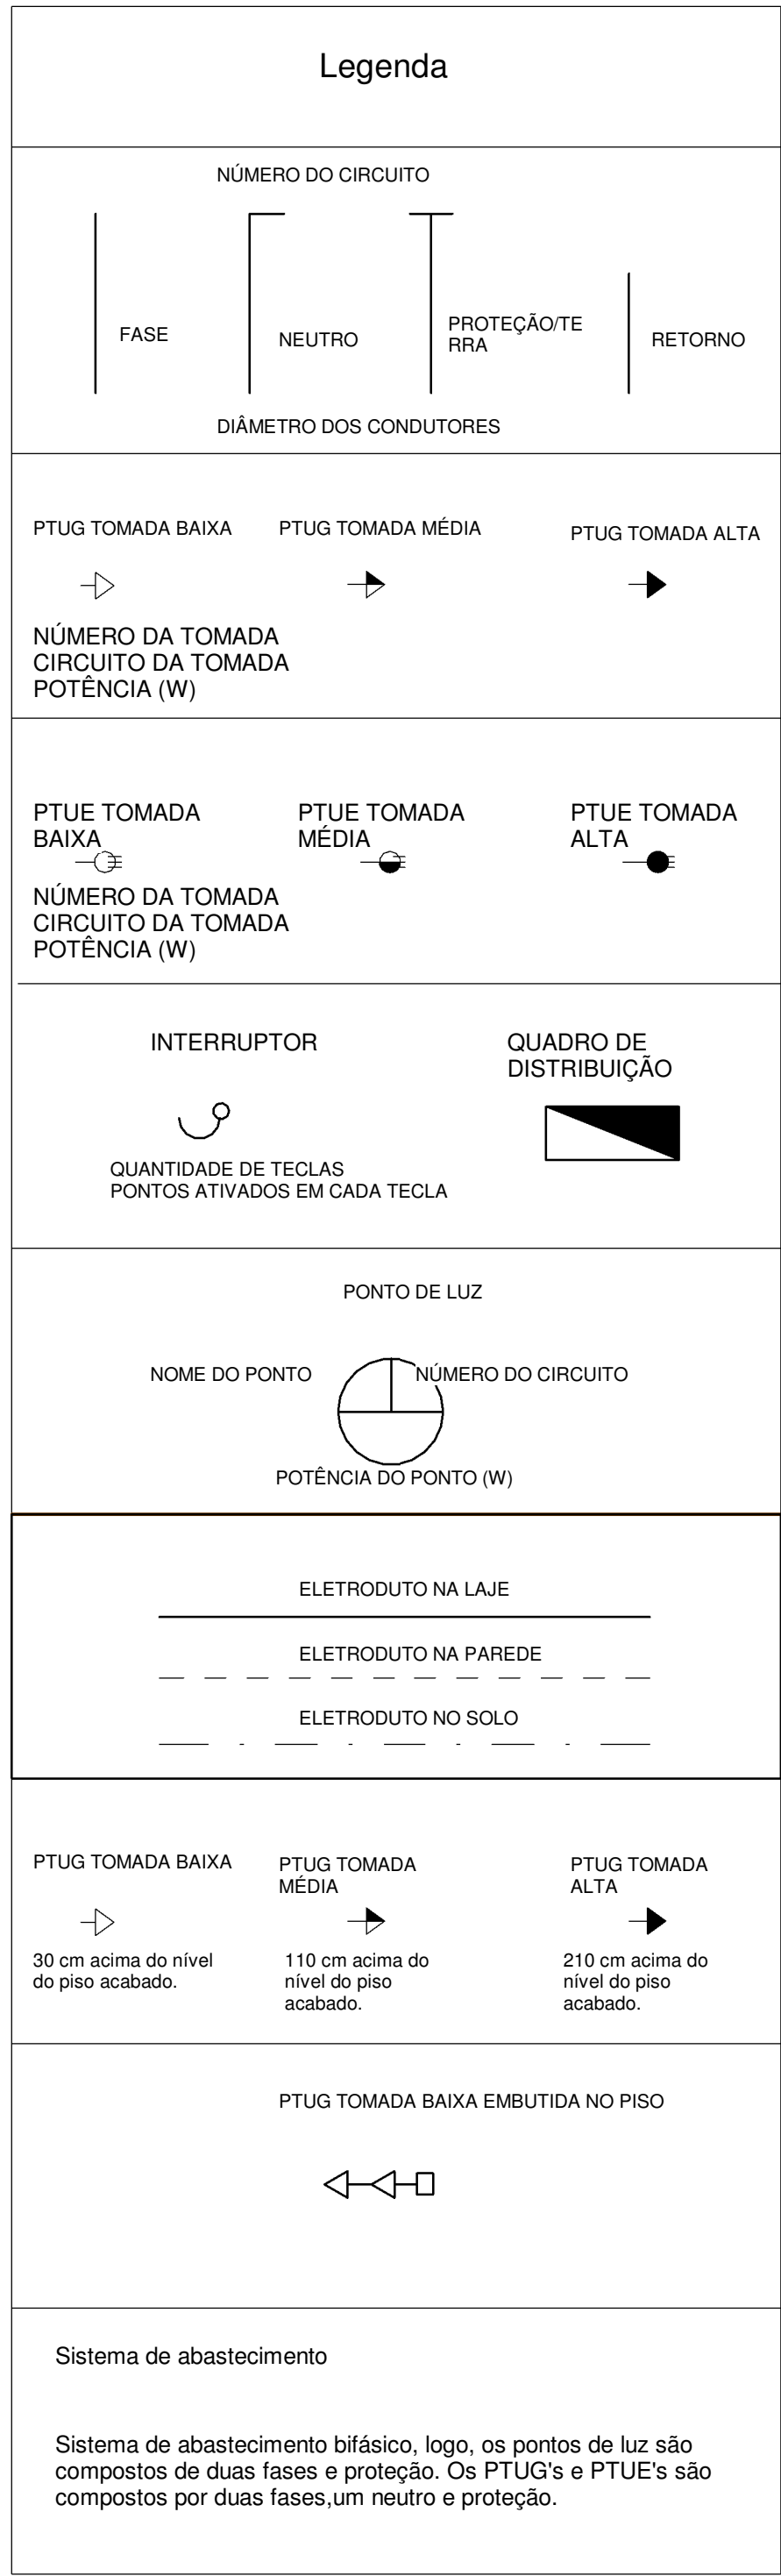 Legenda
NÚMERO DO CIRCUITO
FASE
NEUTRO
PROTEÇÃO/TE
RRA
RETORNO
DIÂMETRO DOS CONDUTORES
PTUG TOMADA BAIXA
PTUG TOMADA MÉDIA
PTUG TOMADA ALTA
NÚMERO DA TOMADA
CIRCUITO DA TOMADA
POTÊNCIA (W)
PTUE TOMADA
BAIXA
PTUE TOMADA
MÉDIA
PTUE TOMADA
ALTA
NÚMERO DA TOMADA
CIRCUITO DA TOMADA
POTÊNCIA (W)
INTERRUPTOR
QUADRO DE
DISTRIBUIÇÃO
QUANTIDADE DE TECLAS
PONTOS ATIVADOS EM CADA TECLA
PONTO DE LUZ
NOME DO PONTO
NÚMERO DO CIRCUITO
POTÊNCIA DO PONTO (W)
ELETRODUTO NA LAJE
ELETRODUTO NA PAREDE
ELETRODUTO NO SOLO
PTUG TOMADA BAIXA
PTUG TOMADA
MÉDIA
PTUG TOMADA
ALTA
30 cm acima do nível
do piso acabado.
110 cm acima do
nível do piso
acabado.
210 cm acima do
nível do piso
acabado.
PTUG TOMADA BAIXA EMBUTIDA NO PISO
Sistema de abastecimento
Sistema de abastecimento bifásico, logo, os pontos de luz são
compostos de duas fases e proteção. Os PTUG's e PTUE's são
compostos por duas fases,um neutro e proteção.